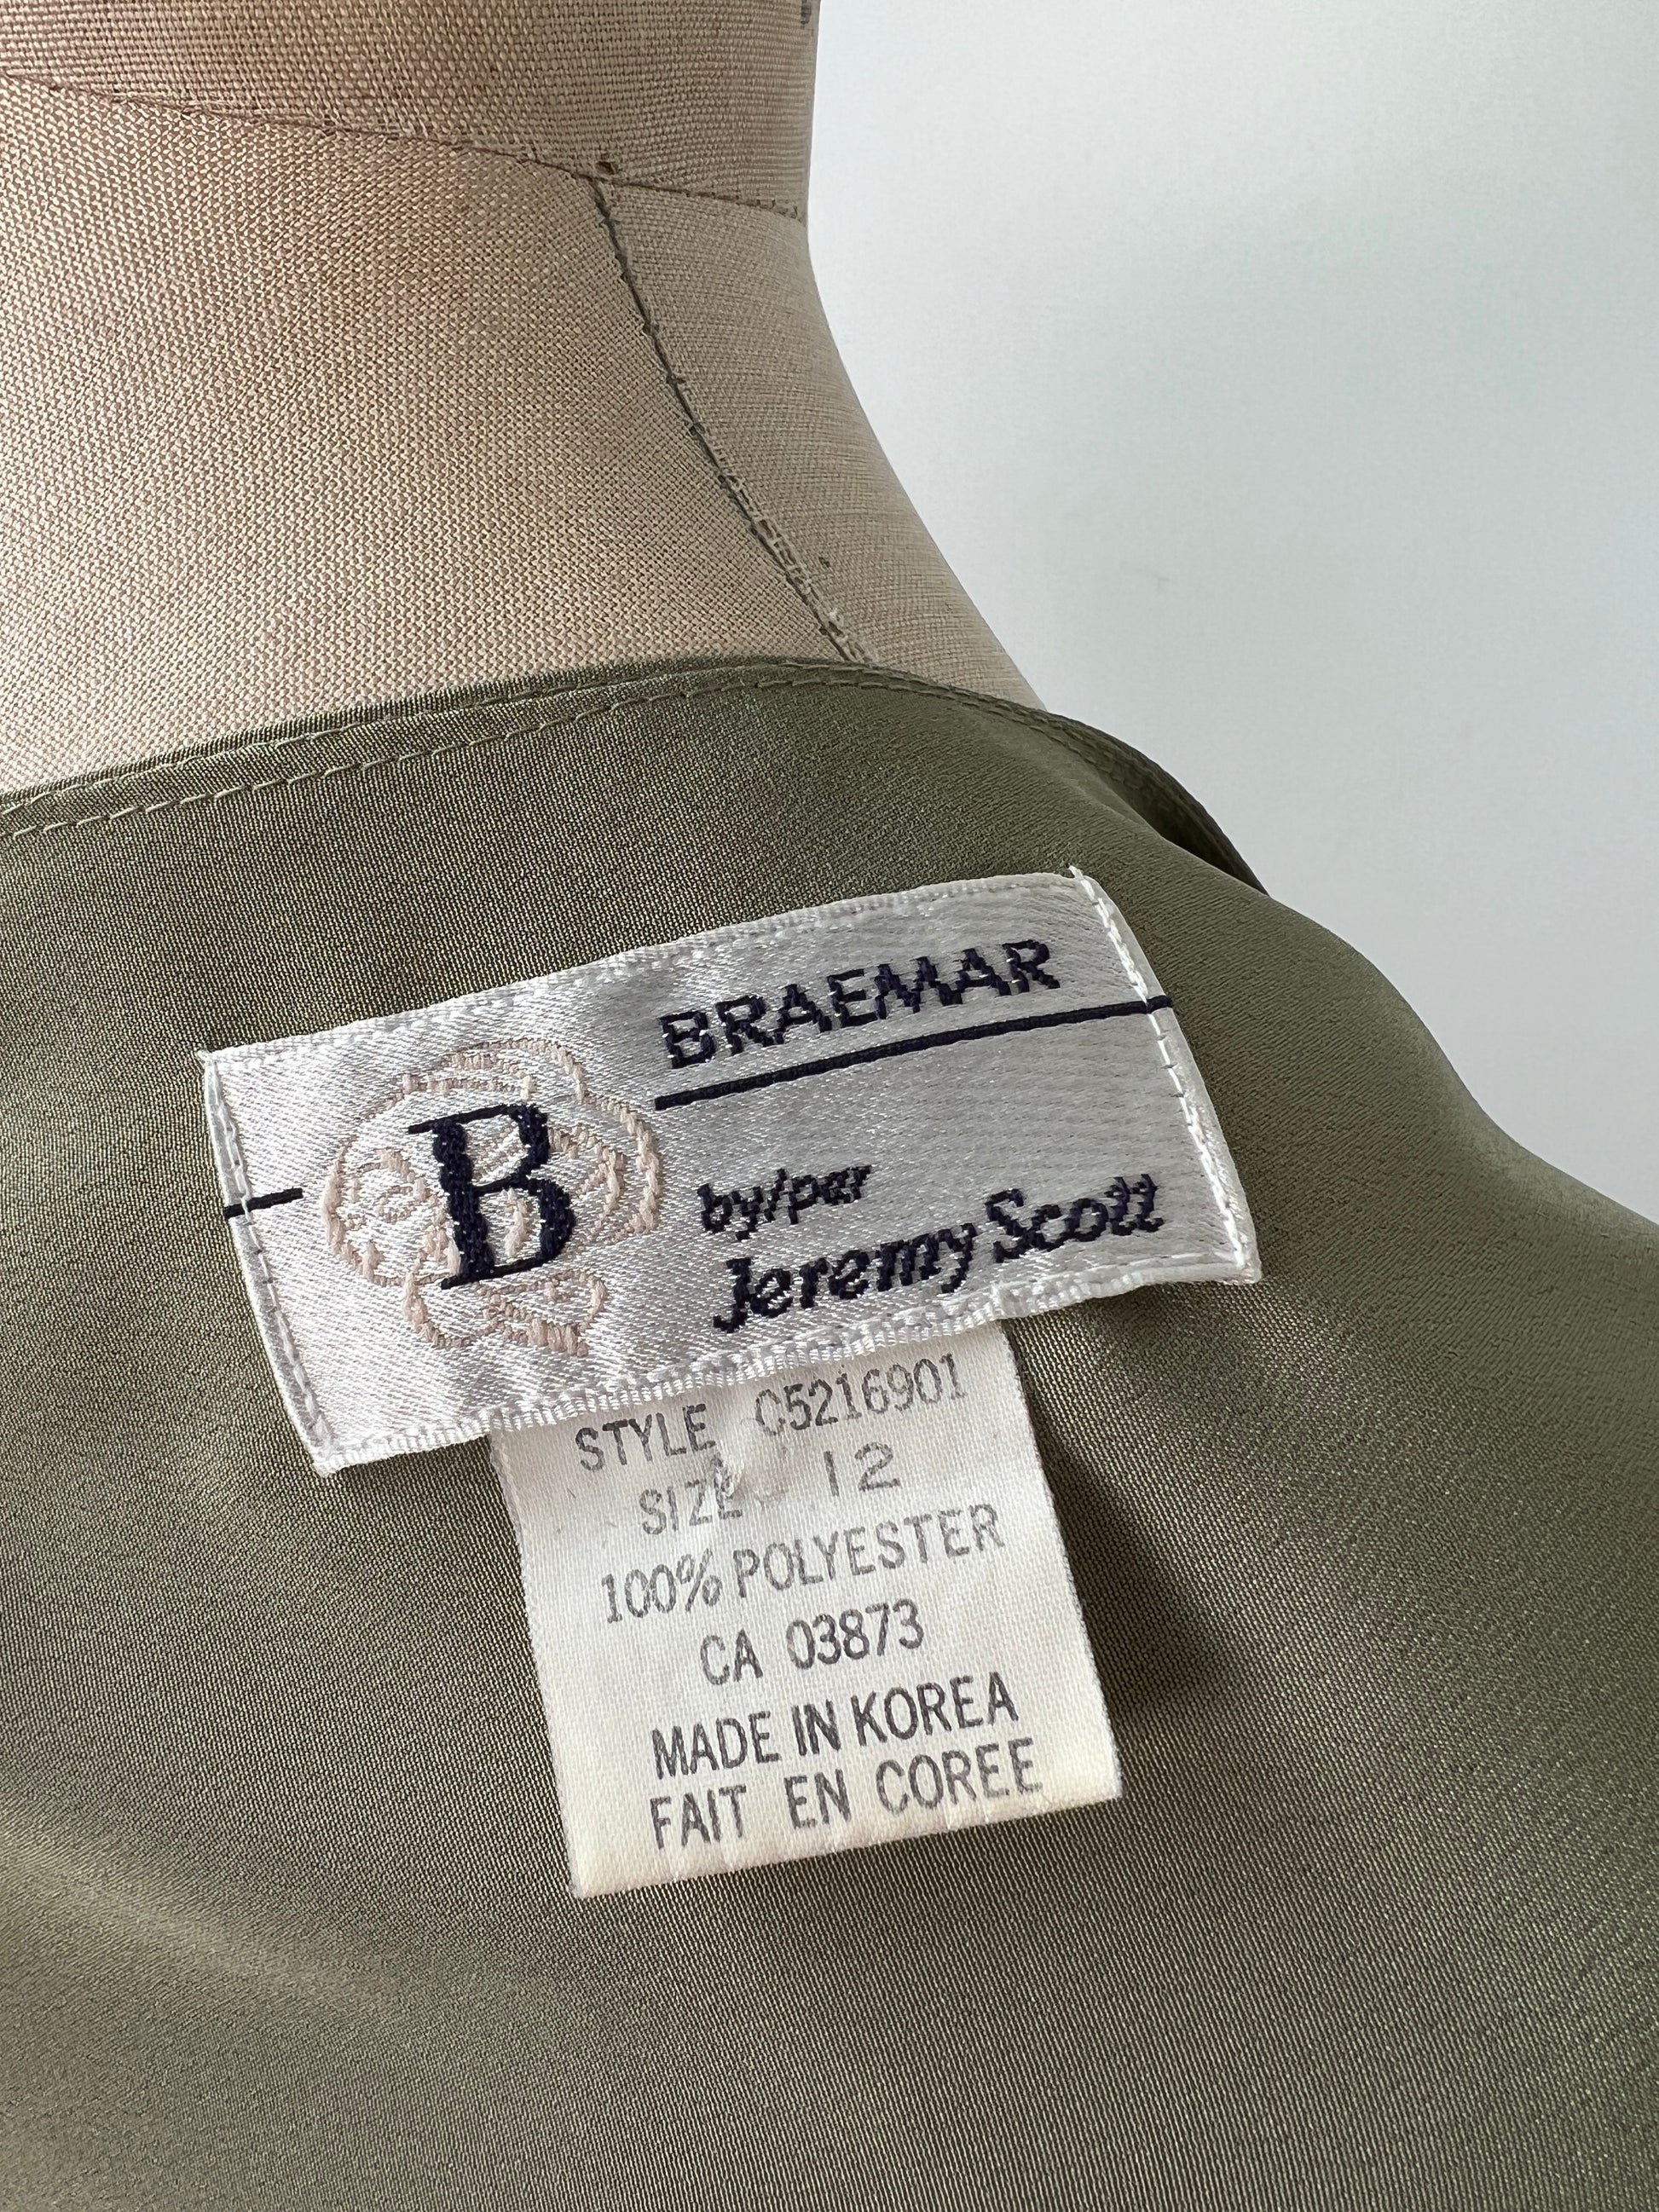 BRAEMAR
B
by/par
Jeremy Scott
STYLE C5216901
SIZE 12
100% POLYESTER
CA 03873
MADE IN KOREA
FAIT EN COREE